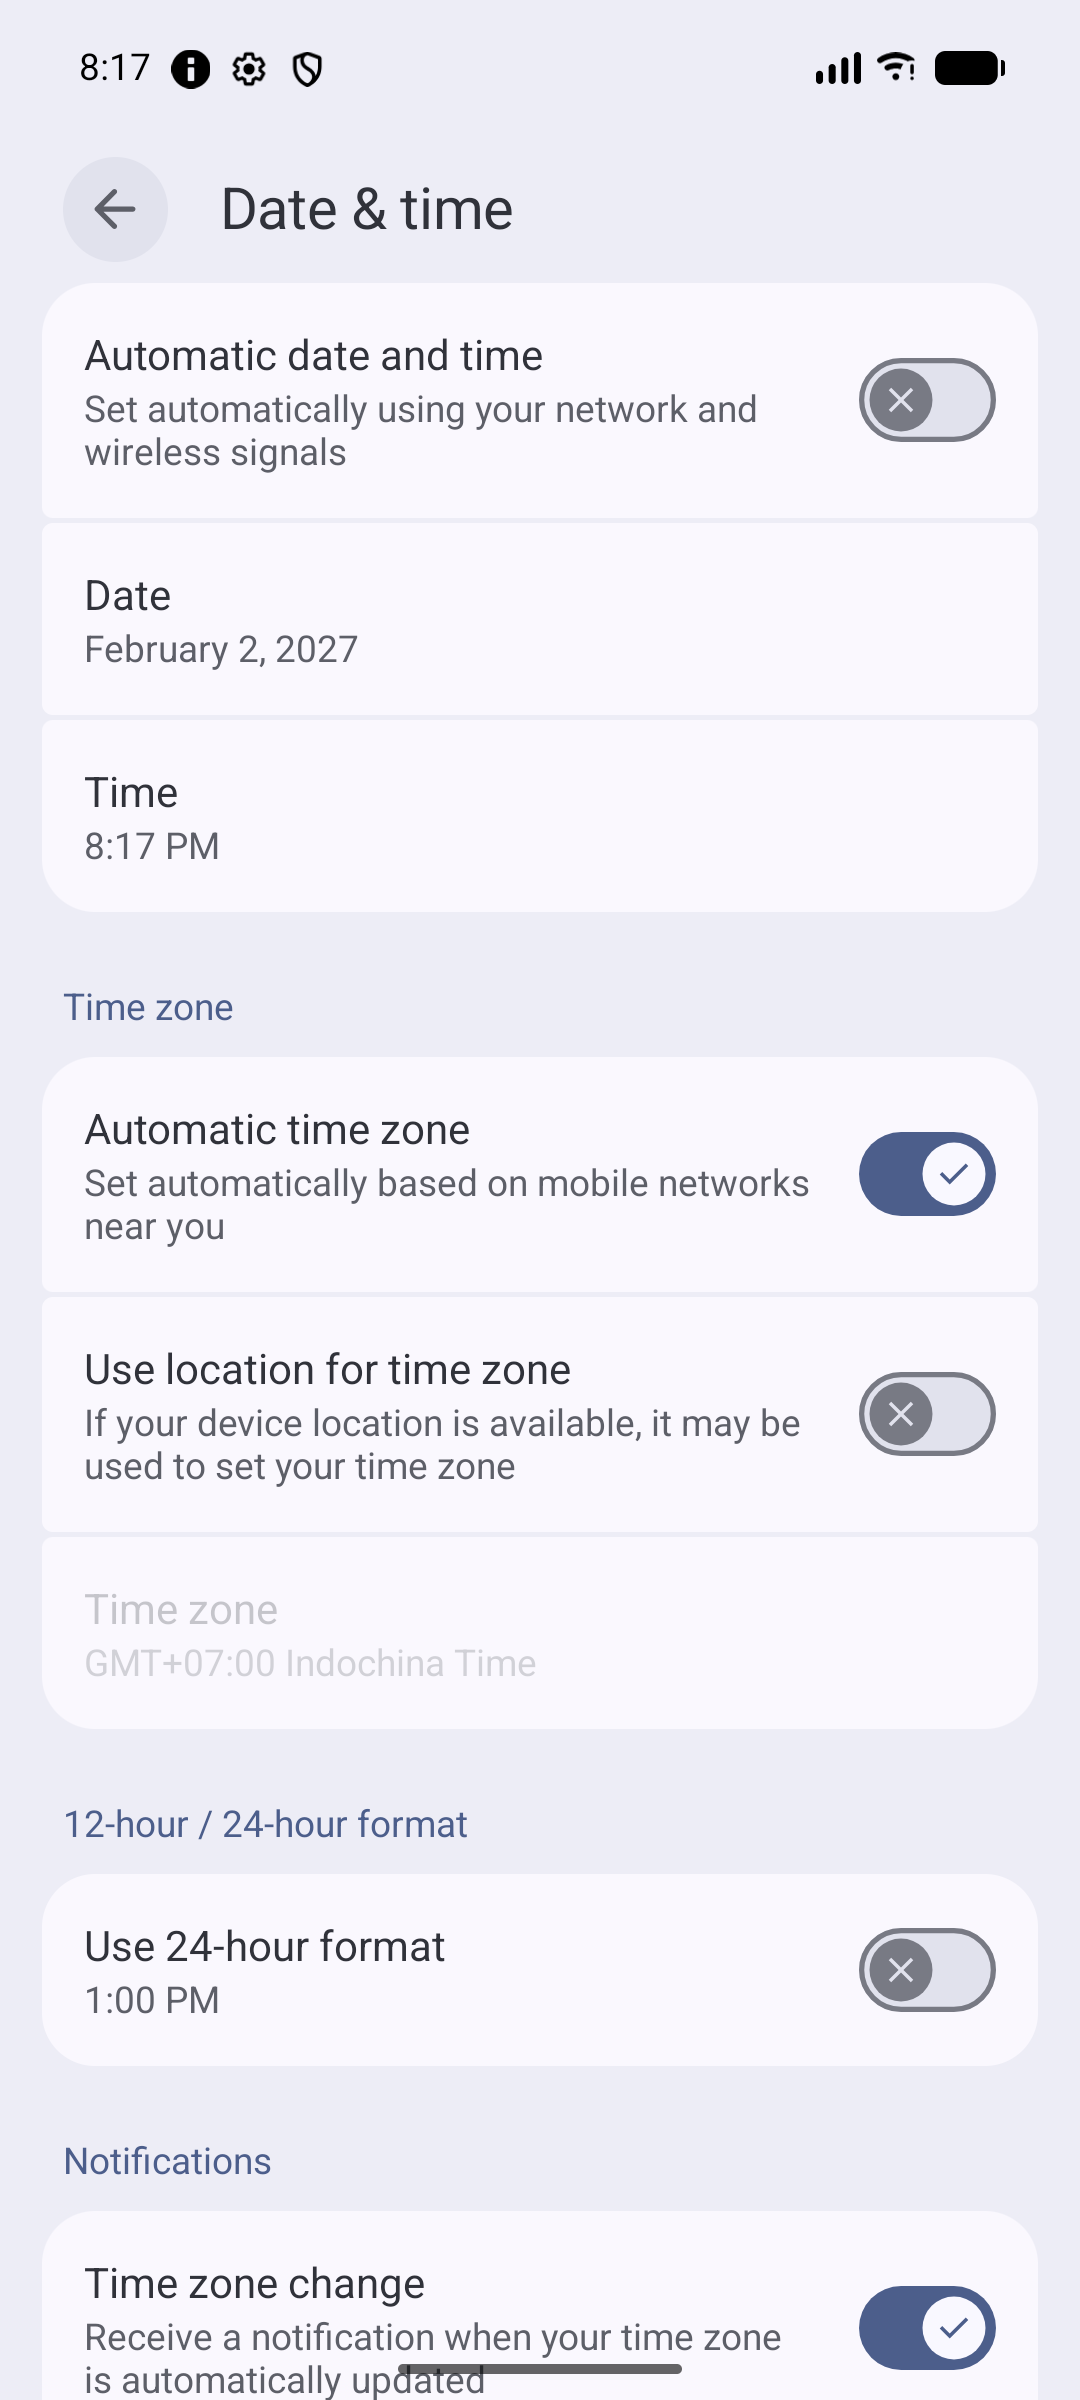 8:17
Date & time
Automatic date and time
Set automatically using your network and
wireless signals
Date
February 2, 2027
Time
8:17 PM
Time zone
Automatic time zone
Set automatically based on mobile networks
near you
Use location for time zone
If your device location is available, it may be
used to set your time zone
Time zone
GMT+07:00 Indochina Time
12-hour / 24-hour format
Use 24-hour format
1:00 PM
Notifications
Time zone change
Receive a notification when your time zone
is automatically updated